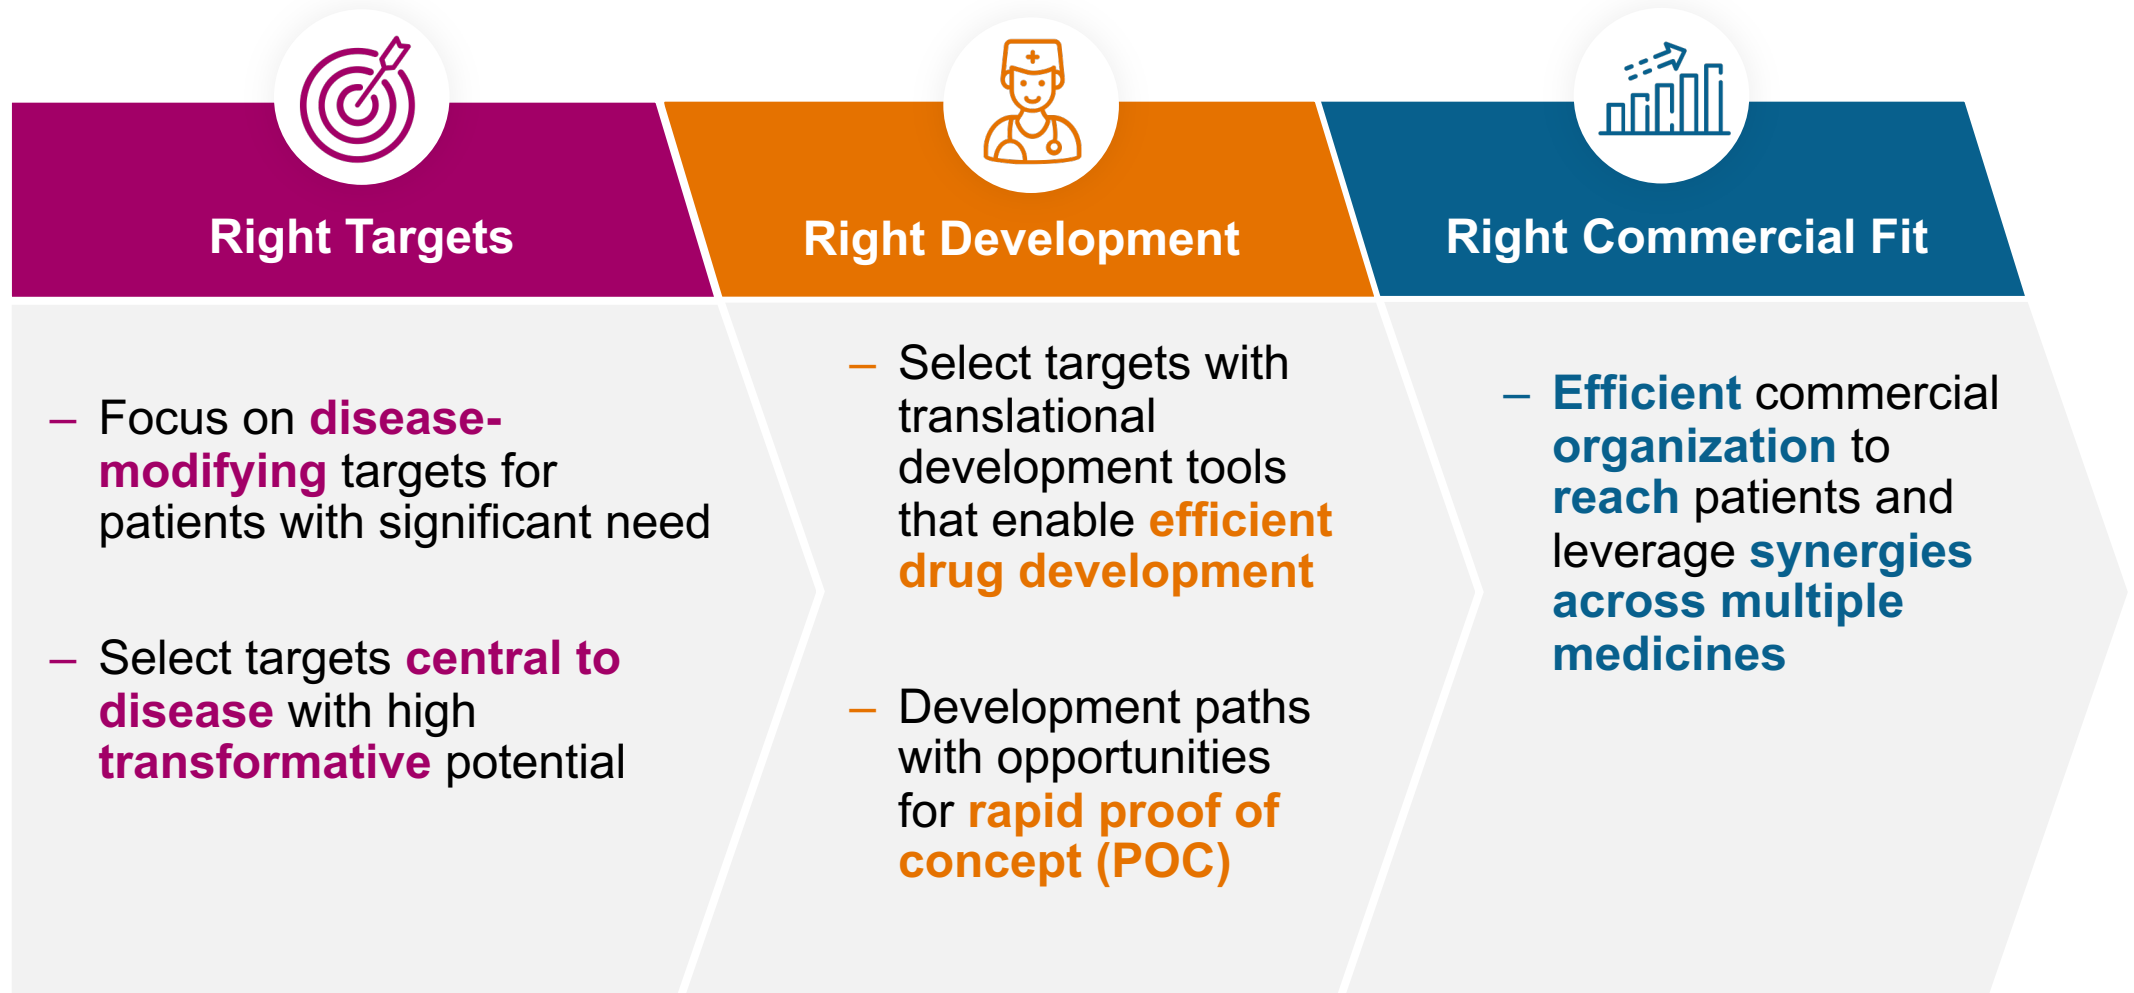 Right Targets
– Focus on disease-
modifying targets for
patients with significant need
– Select targets central to
disease with high
transformative potential
Right Development
– Select targets with
translational
development tools
that enable efficient
drug development
– Development paths
with opportunities
for rapid proof of
concept (POC)
Right Commercial Fit
– Efficient commercial
organization to
reach patients and
leverage synergies
across multiple
medicines